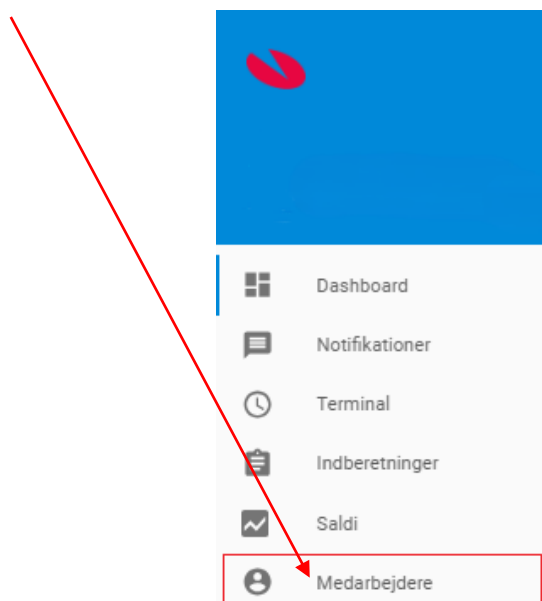 Dashboard
Notifikationer
Terminal
Indberetninger
Saldi
Medarbejdere